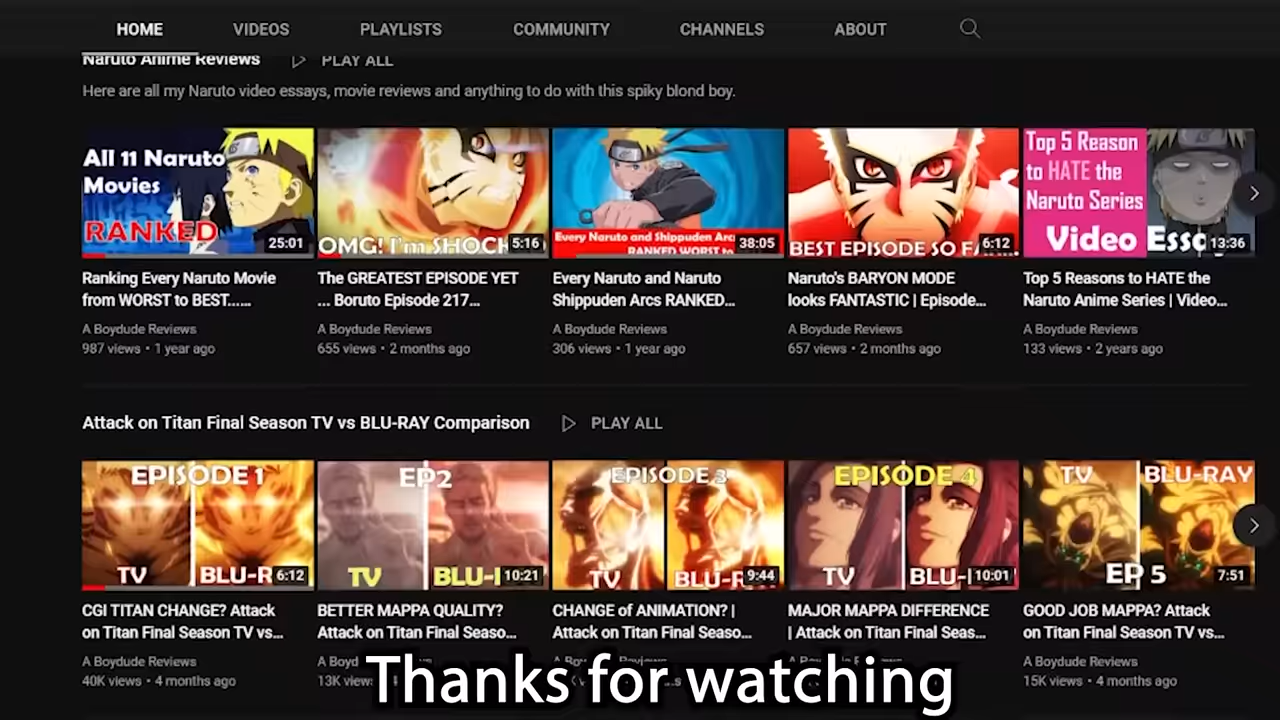 HOME VIDEOS PLAYLISTS COMMUNITY CHANNELS ABOUT
Naruto Anime Reviews PLAY ALL
Here are all my Naruto video essays, movie reviews and anything to do with this spiky blond boy.
All 11 Naruto
Movies
RANKED
25:01
OMG! I'm SHOCK
5:16
Every Naruto and Shippuden Arc
RANKED WORST to
38:05
BEST EPISODE SO FA
6:12
Top 5 Reason
to HATE the
Naruto Series
Video Essa
13:36
Ranking Every Naruto Movie
from WORST to BEST......
A Boydude Reviews
987 views • 1 year ago
The GREATEST EPISODE YET
... Boruto Episode 217...
A Boydude Reviews
655 views • 2 months ago
Every Naruto and Naruto
Shippuden Arcs RANKED...
A Boydude Reviews
306 views • 1 year ago
Naruto's BARYON MODE
looks FANTASTIC | Episode...
A Boydude Reviews
657 views • 2 months ago
Top 5 Reasons to HATE the
Naruto Anime Series | Video...
A Boydude Reviews
133 views • 2 years ago
Attack on Titan Final Season TV vs BLU-RAY Comparison PLAY ALL
EPISODE 1
TV BLU-R
6:12
EP2
TV BLU-
10:21
EPISODE 3
TV BLU-R
9:44
EPISODE 4
TV BLU-
10:01
TV BLU-RAY
EP 5
7:51
CGI TITAN CHANGE? Attack
on Titan Final Season TV vs...
A Boydude Reviews
40K views • 4 months ago
BETTER MAPPA QUALITY?
Attack on Titan Final Seaso...
A Boyd
13K views
CHANGE of ANIMATION? |
Attack on Titan Final Seaso...
MAJOR MAPPA DIFFERENCE
| Attack on Titan Final Seas...
GOOD JOB MAPPA? Attack
on Titan Final Season TV vs...
A Boydude Reviews
15K views • 4 months ago
Thanks for watching